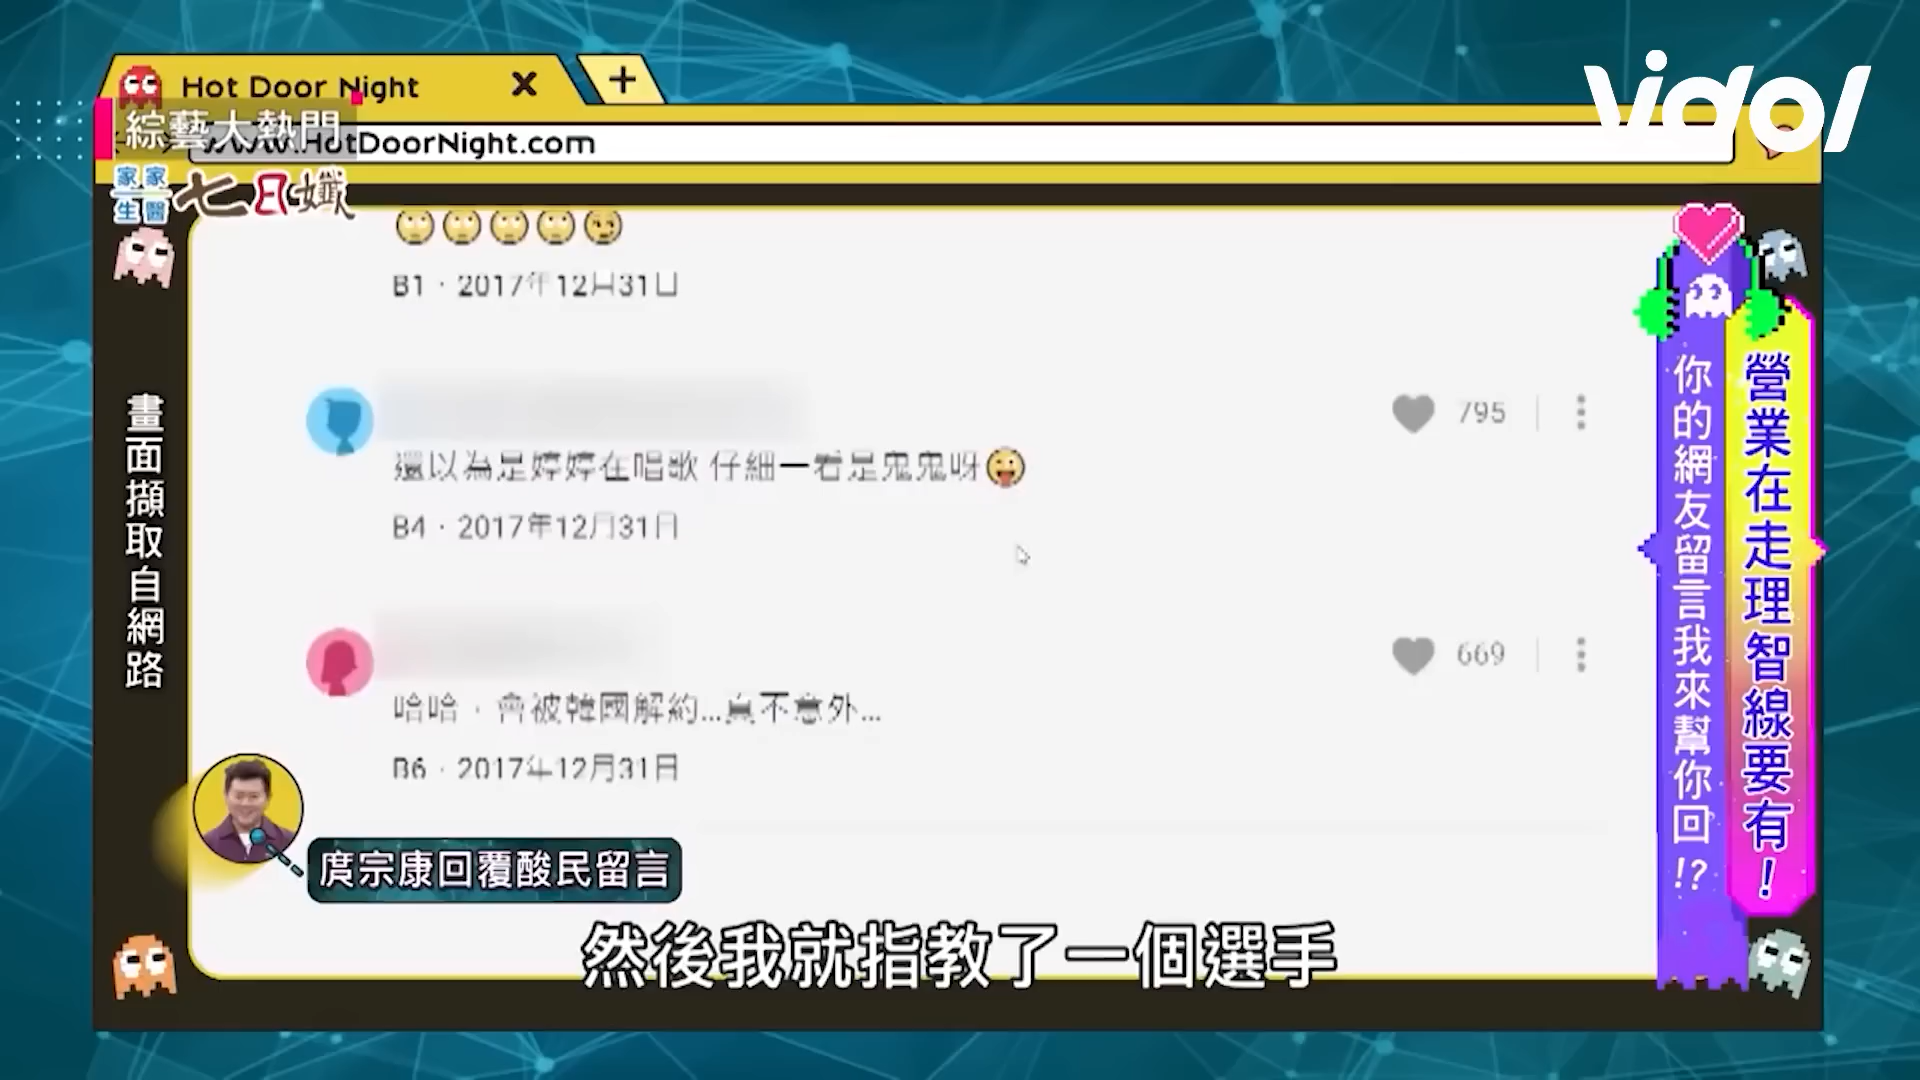 Hot Door Night
vidol
綜藝大熱門
www.HotDoorNight.com
家家生醫
七日孅
B1 · 2017年12月31日
795
還以為是婷婷在唱歌 仔細一看是鬼鬼呀
B4 · 2017年12月31日
669
哈哈，會被韓國解約...真不意外...
B6 · 2017年12月31日
畫面擷取自網路
營業在走理智線要有！
你的網友留言我來幫你回!?
庹宗康回覆酸民留言
然後我就指教了一個選手